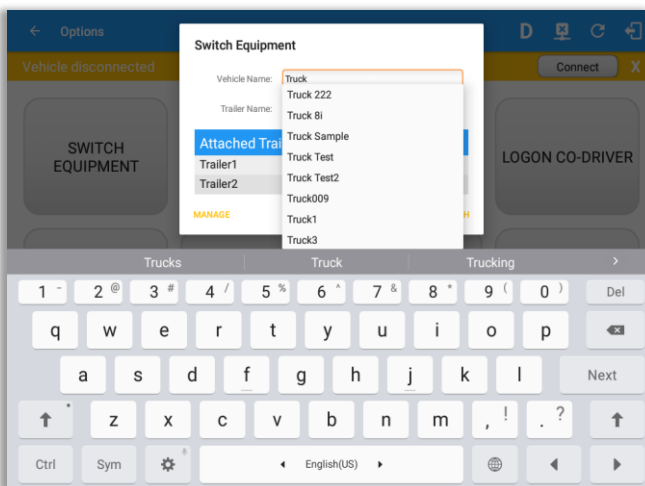 Options
D
Vehicle disconnected
Connect X
Switch Equipment
Vehicle Name: Truck
Trailer Name:
Truck 222
Truck 8i
Truck Sample
Truck Test
Truck Test2
Truck009
Truck1
Truck3
Attached Trai
Trailer1
Trailer2
MANAGE
H
SWITCH
EQUIPMENT
LOGON CO-DRIVER
Trucks Truck Trucking >
1 - 2 @ 3 # 4 / 5 % 6 ^ 7 & 8 * 9 ( 0 ) Del
q w e r t y u i o p
a s d f g h j k l Next
z x c v b n m , ! . ?
Ctrl Sym English(US)